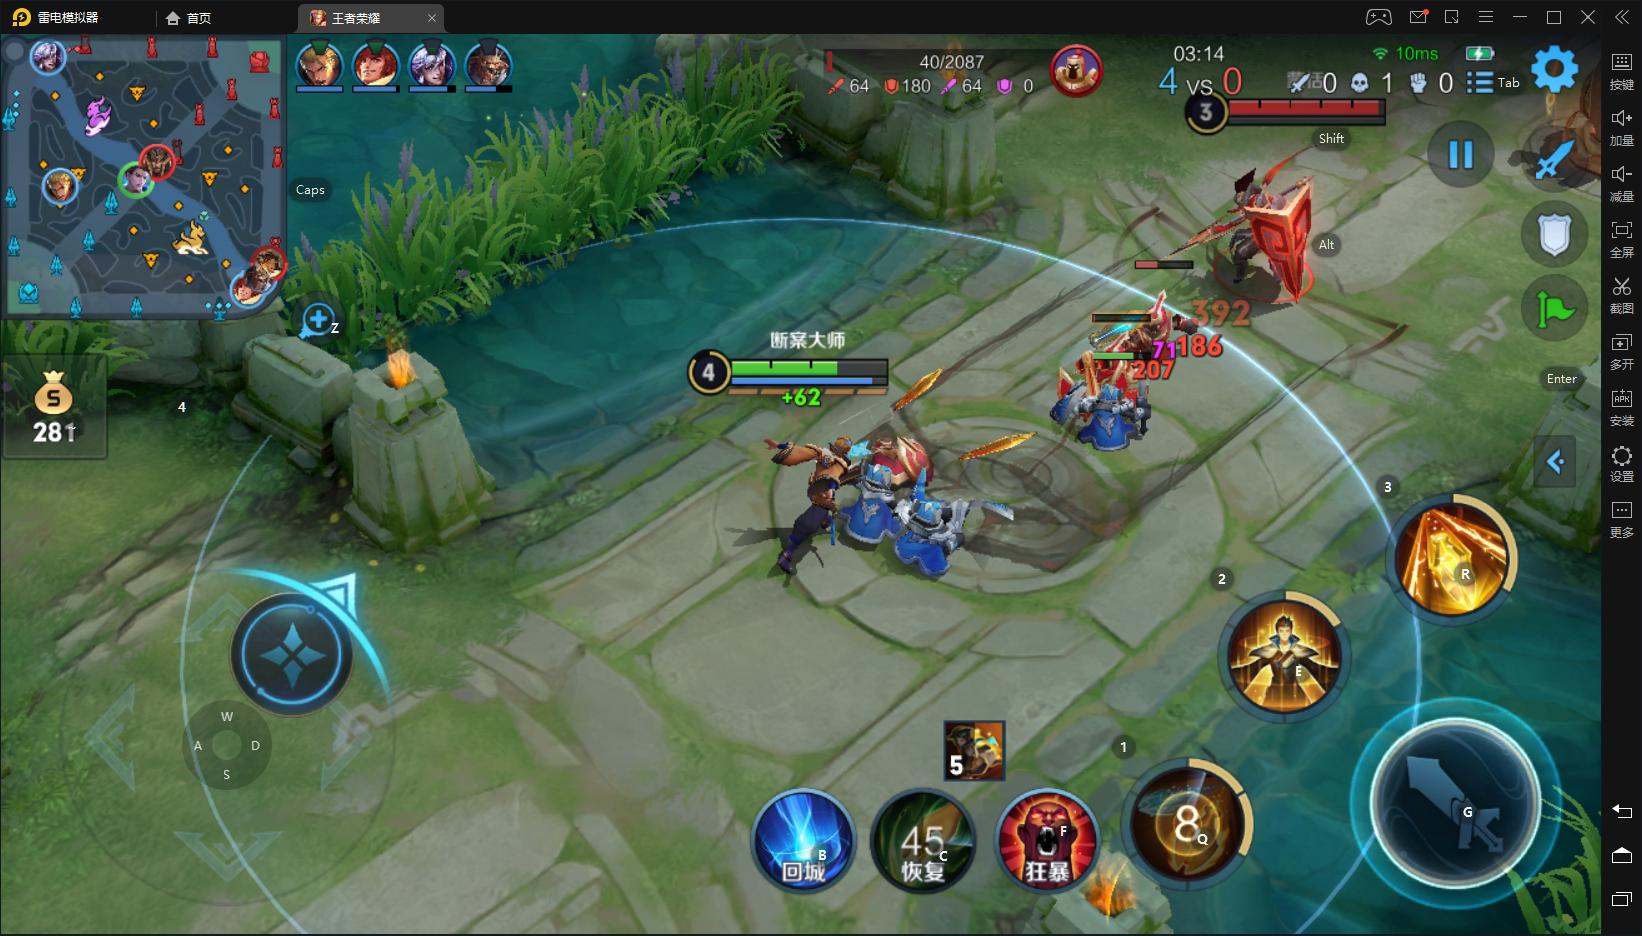 雷电模拟器
首页
王者荣耀
03:14
10ms
4 VS 0
0
1
0
Tab
40/2087
64
180
64
0
3
Shift
Caps
Alt
Z
断案大师
4
+62
392
71
186
207
Enter
4
3
R
2
E
1
8
Q
G
W
A
D
S
5
回城
B
45
恢复
C
狂暴
F
按键
加量
减量
全屏
截图
多开
APK
安装
设置
更多